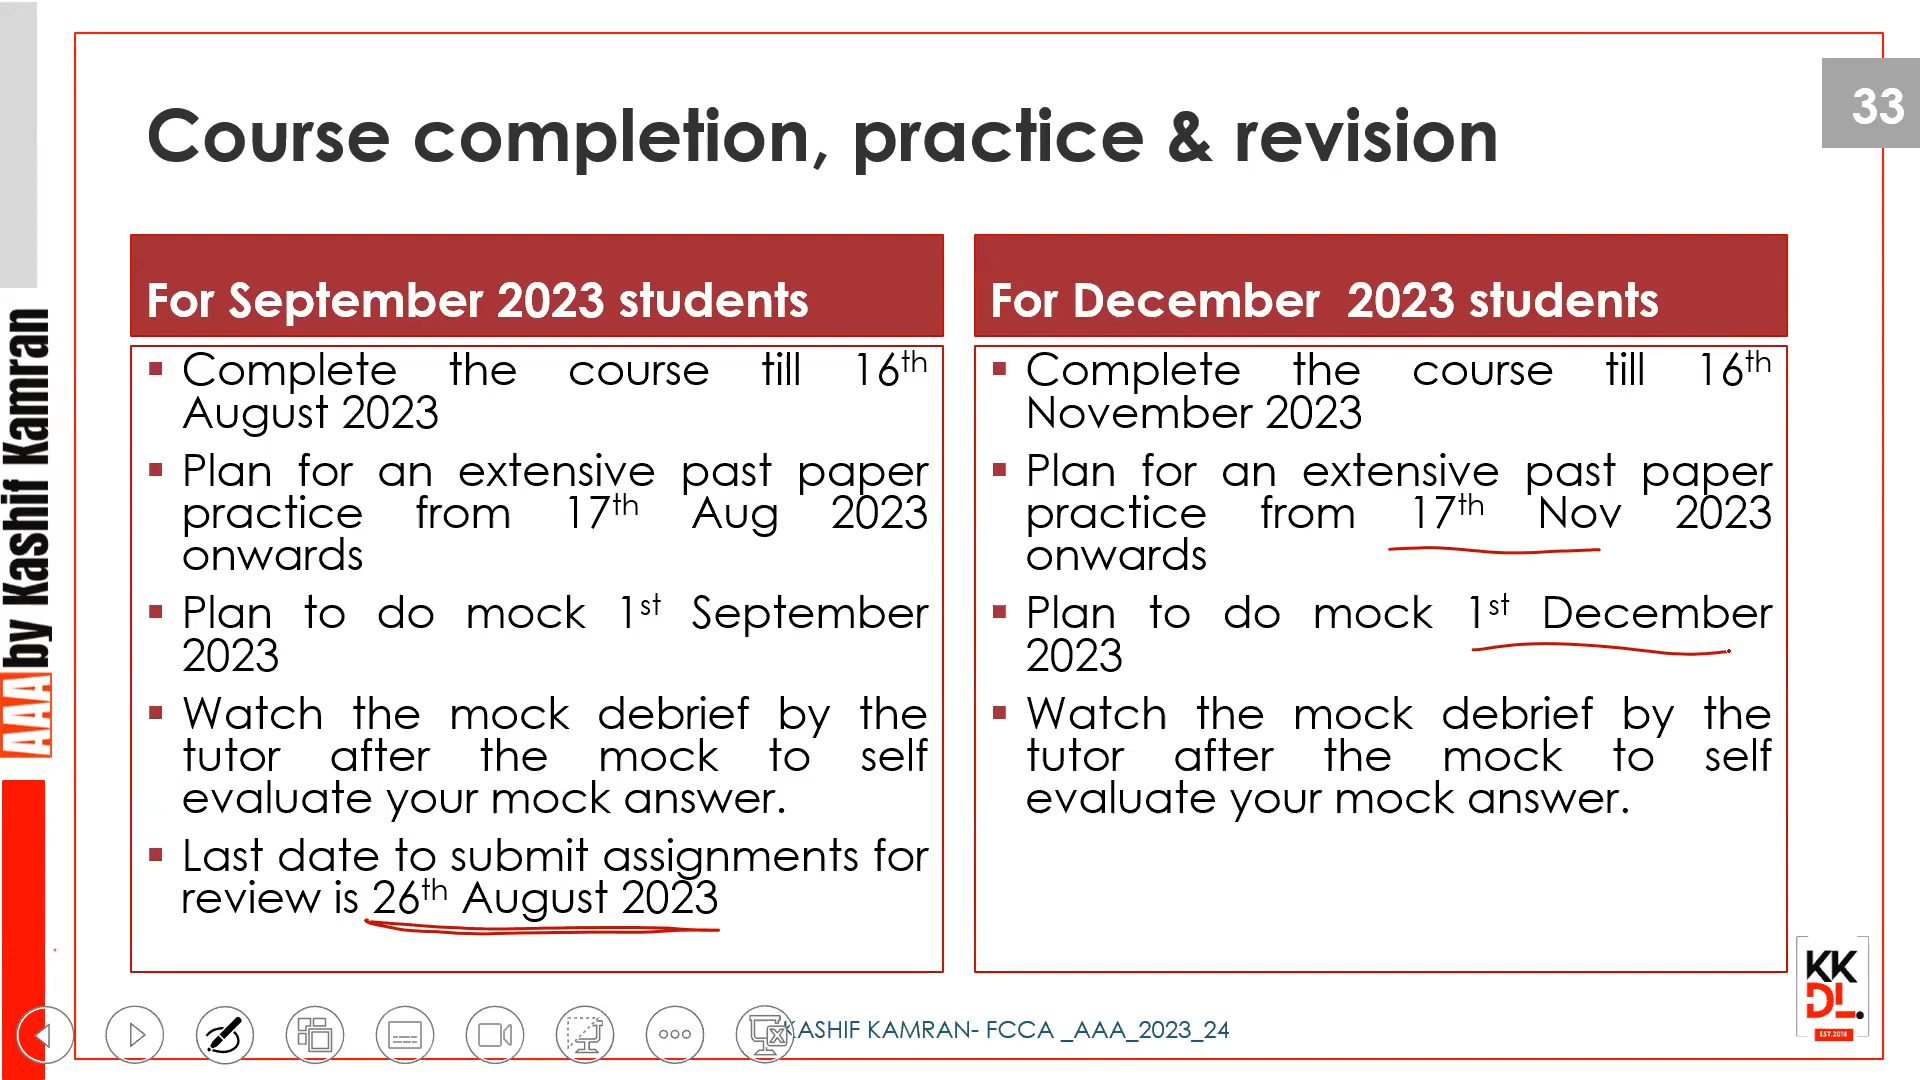 33
Course completion, practice & revision
For September 2023 students
Complete the course till 16th
August 2023
Plan for an extensive past paper
practice from 17th Aug 2023
onwards
Plan to do mock 1st September
2023
Watch the mock debrief by the
tutor after the mock to self
evaluate your mock answer.
Last date to submit assignments for
review is 26th August 2023
For December 2023 students
Complete the course till 16th
November 2023
Plan for an extensive past paper
practice from 17th Nov 2023
onwards
Plan to do mock 1st December
2023
Watch the mock debrief by the
tutor after the mock to self
evaluate your mock answer.
AAA by Kashif Kamran
KASHIF KAMRAN- FCCA _AAA_2023_24
KK
DL.
EST.2018